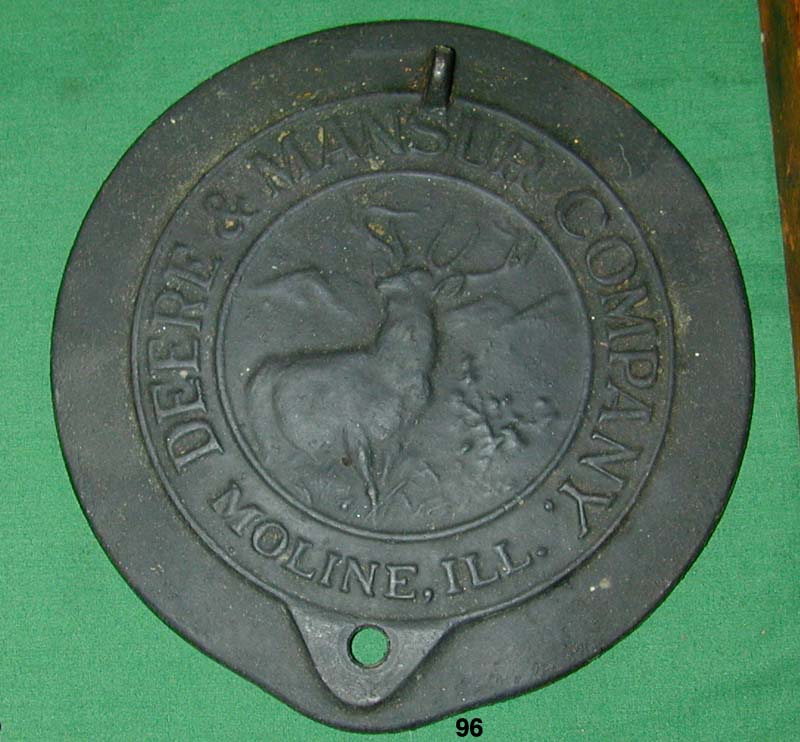 DEERE & MANSUR COMPANY.
MOLINE, ILL.
96